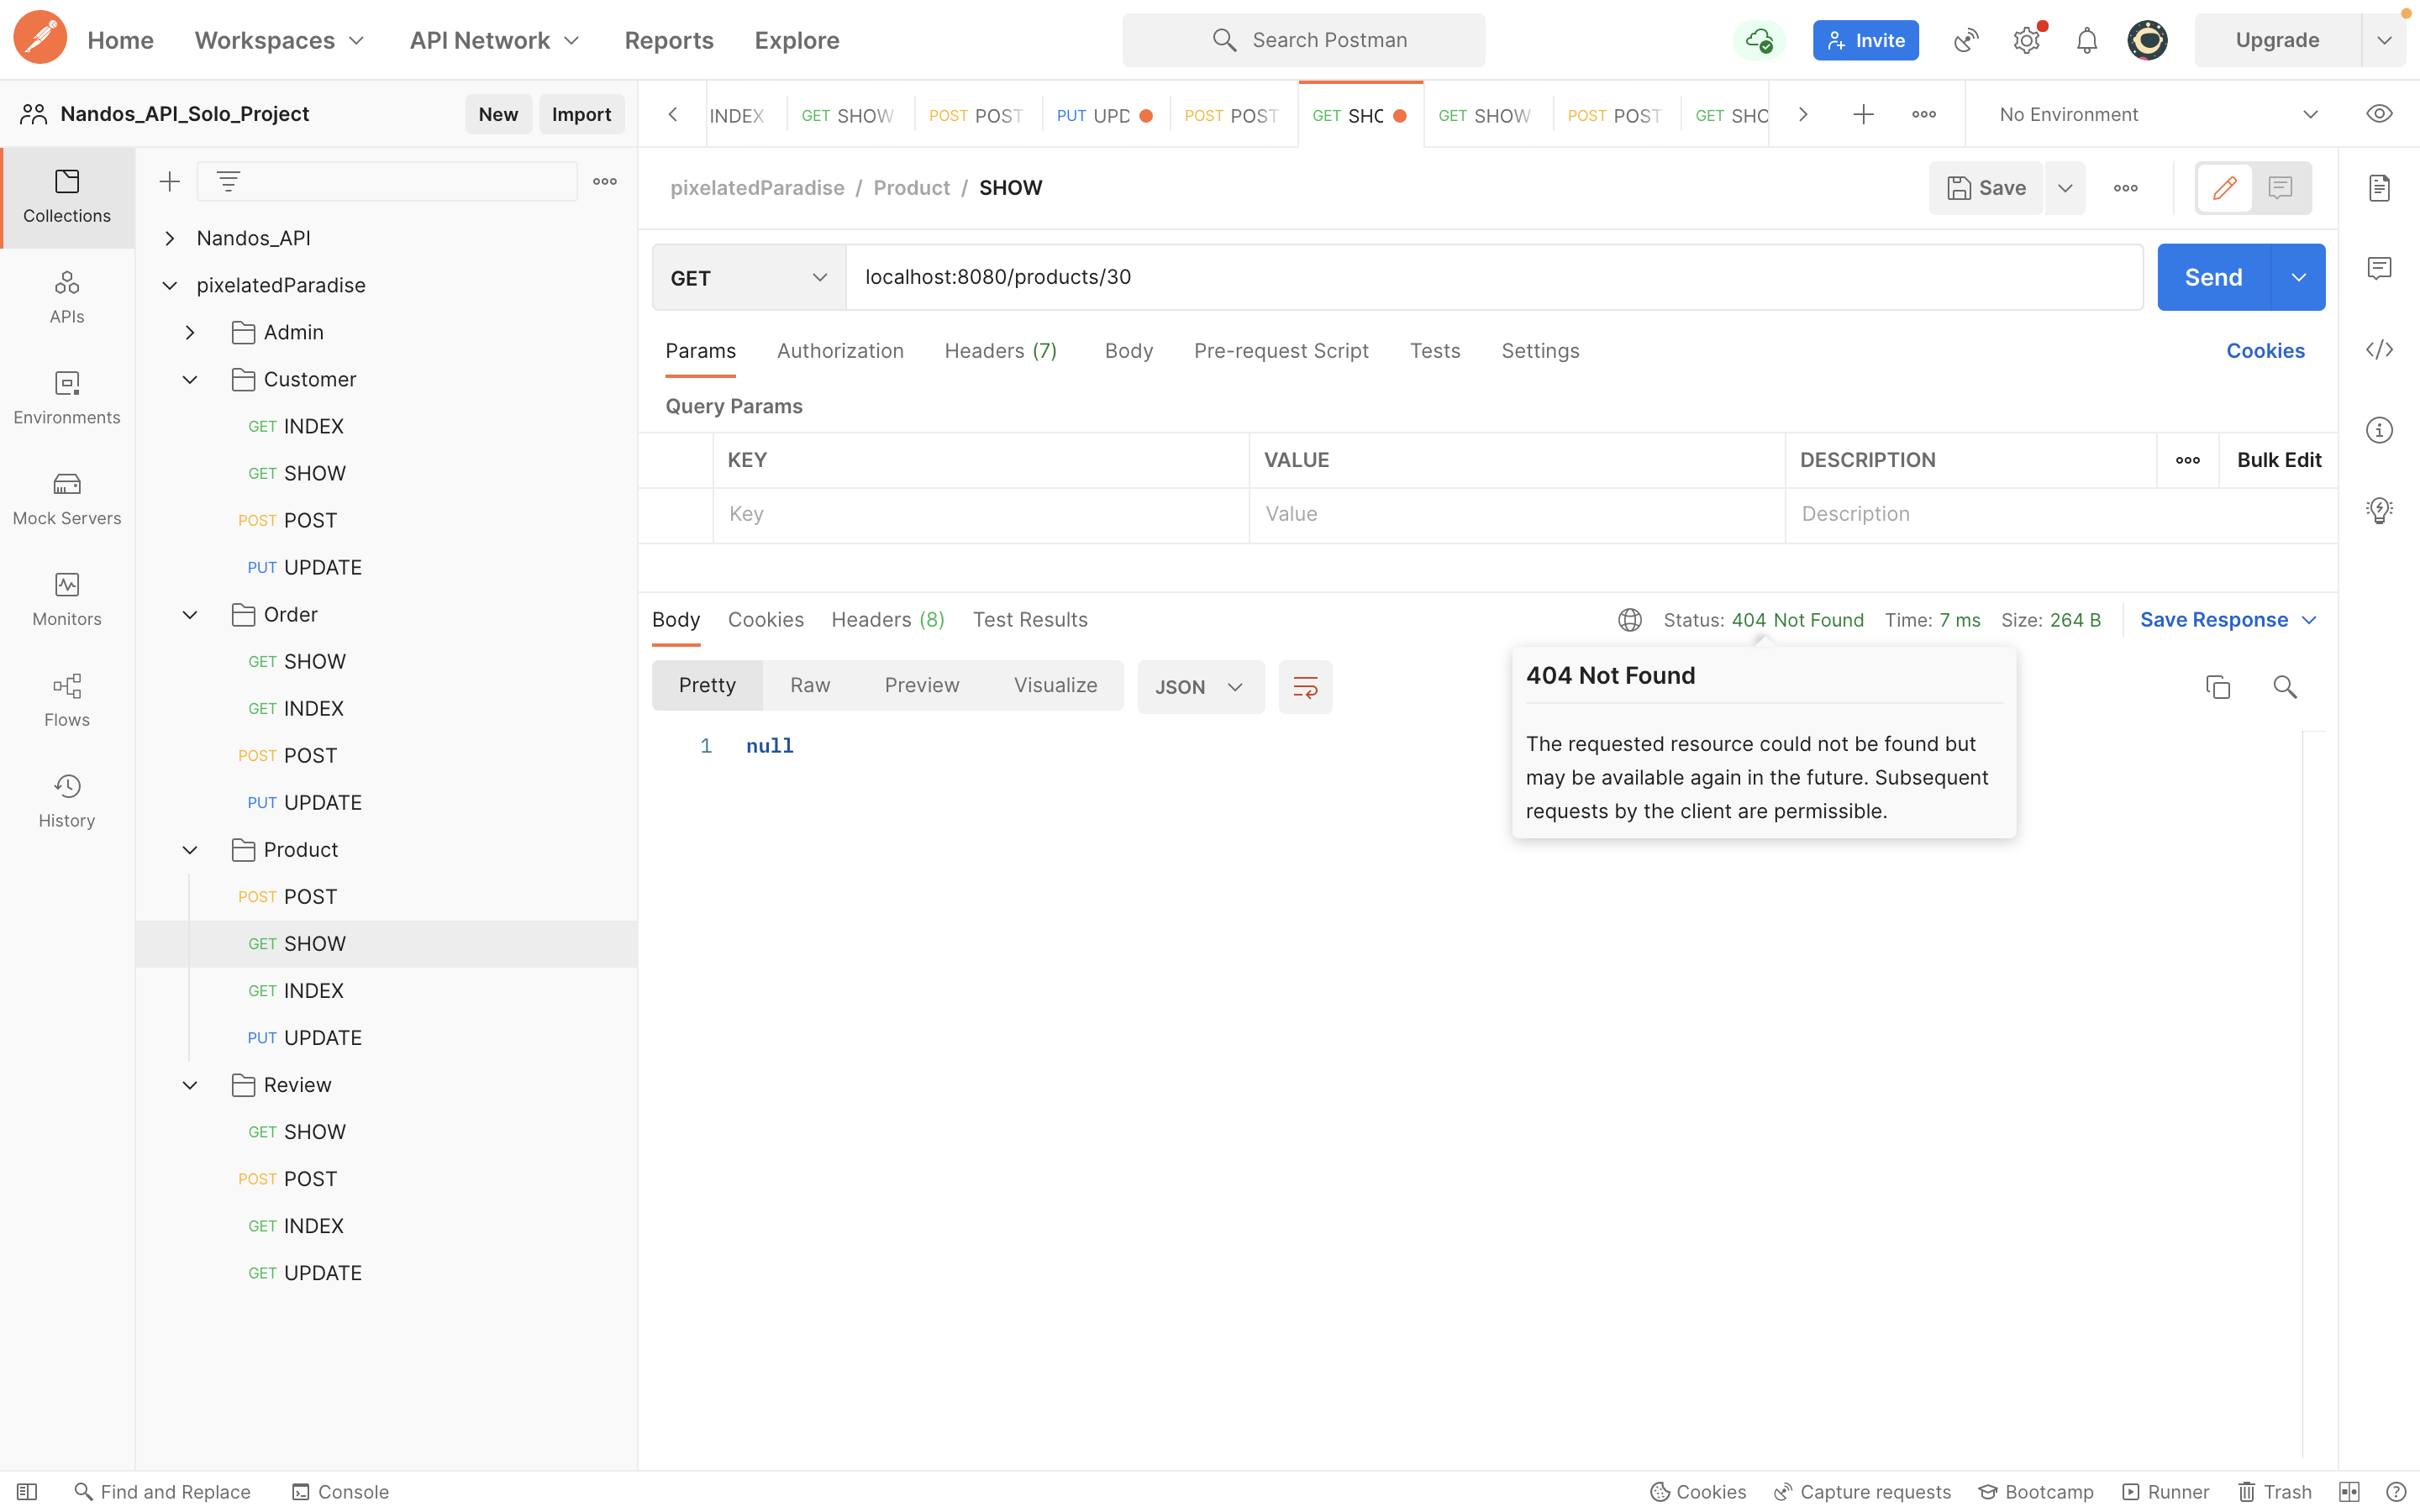 Home Workspaces API Network Reports Explore Search Postman Invite Upgrade
Nandos_API_Solo_Project New Import INDEX GET SHOW POST POST PUT UPD POST POST GET SHC GET SHOW POST POST GET SHO No Environment
Collections
APIs
Environments
Mock Servers
Monitors
Flows
History
Nandos_API
pixelatedParadise
Admin
Customer
GET INDEX
GET SHOW
POST POST
PUT UPDATE
Order
GET SHOW
GET INDEX
POST POST
PUT UPDATE
Product
POST POST
GET SHOW
GET INDEX
PUT UPDATE
Review
GET SHOW
POST POST
GET INDEX
GET UPDATE
pixelatedParadise / Product / SHOW Save
GET localhost:8080/products/30 Send
Params Authorization Headers (7) Body Pre-request Script Tests Settings Cookies
Query Params
KEY VALUE DESCRIPTION Bulk Edit
Key Value Description
Body Cookies Headers (8) Test Results Status: 404 Not Found Time: 7 ms Size: 264 B Save Response
Pretty Raw Preview Visualize JSON
1 null
404 Not Found
The requested resource could not be found but
may be available again in the future. Subsequent
requests by the client are permissible.
Find and Replace Console Cookies Capture requests Bootcamp Runner Trash